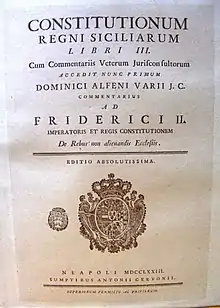 CONSTITUTIONUM
REGNI SICILIARUM
LIBRI III.
Cum Commentariis Veterum Jurisconsultorum
ACCEDIT NUNC PRIMUM
DOMINICI ALFENI VARII J. C.
COMMENTARIUS
AD
FRIDERICI II.
IMPERATORIS ET REGIS CONSTITUTIONEM
De Rebus non alienandis Ecclesiis.
EDITIO ABSOLUTISSIMA.
NEAPOLI MDCCLXXIII.
SUMPTIBUS ANTONII CERVONII.
SUPERIORUM PERMISSU AC PRIVILEGIO.